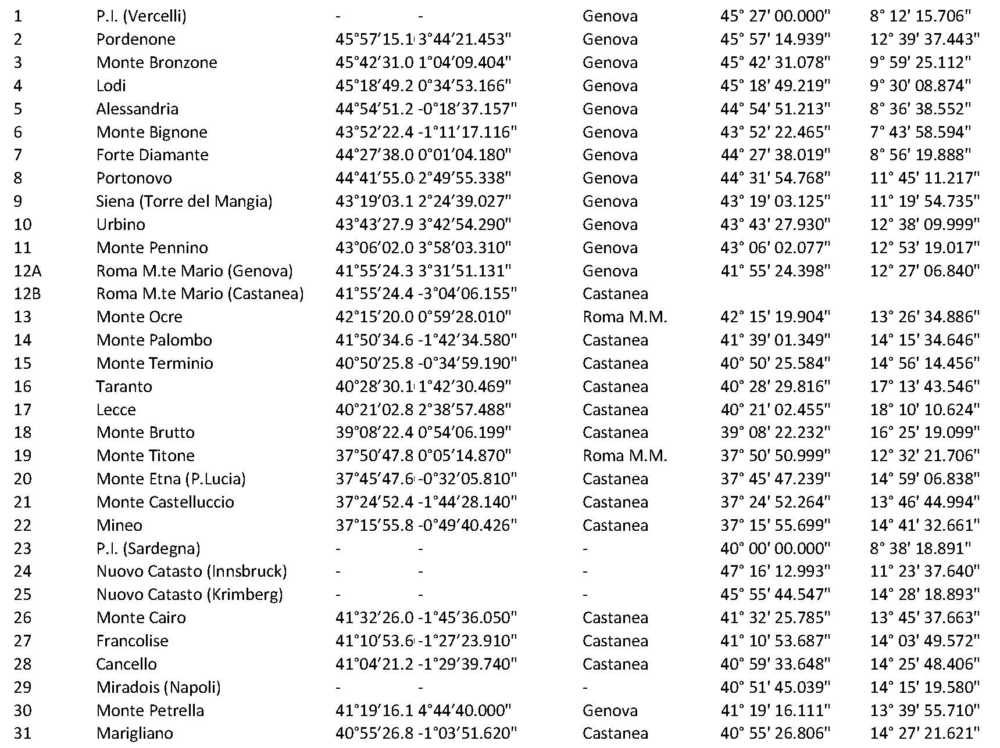 1 P.I. (Vercelli) - - Genova 45° 27' 00.000" 8° 12' 15.706"
2 Pordenone 45°57′15.1 3°44′21.453" Genova 45° 57' 14.939" 12° 39' 37.443"
3 Monte Bronzone 45°42′31.0 1°04′09.404" Genova 45° 42' 31.078" 9° 59' 25.112"
4 Lodi 45°18′49.2 0°34′53.166" Genova 45° 18' 49.219" 9° 30' 08.874"
5 Alessandria 44°54′51.2 -0°18′37.157" Genova 44° 54' 51.213" 8° 36' 38.552"
6 Monte Bignone 43°52′22.4 -1°11′17.116" Genova 43° 52' 22.465" 7° 43' 58.594"
7 Forte Diamante 44°27′38.0 0°01′04.180" Genova 44° 27' 38.019" 8° 56' 19.888"
8 Portonovo 44°41′55.0 2°49′55.338" Genova 44° 31' 54.768" 11° 45' 11.217"
9 Siena (Torre del Mangia) 43°19′03.1 2°24′39.027" Genova 43° 19' 03.125" 11° 19' 54.735"
10 Urbino 43°43′27.9 3°42′54.290" Genova 43° 43' 27.930" 12° 38' 09.999"
11 Monte Pennino 43°06′02.0 3°58′03.310" Genova 43° 06' 02.077" 12° 53' 19.017"
12A Roma M.te Mario (Genova) 41°55′24.3 3°31′51.131" Genova 41° 55' 24.398" 12° 27' 06.840"
12B Roma M.te Mario (Castanea) 41°55′24.4 -3°04′06.155" Castanea
13 Monte Ocre 42°15′20.0 0°59′28.010" Roma M.M. 42° 15' 19.904" 13° 26' 34.886"
14 Monte Palombo 41°50′34.6 -1°42′34.580" Castanea 41° 39' 01.349" 14° 15' 34.646"
15 Monte Terminio 40°50′25.8 -0°34′59.190" Castanea 40° 50' 25.584" 14° 56' 14.456"
16 Taranto 40°28′30.1 1°42′30.469" Castanea 40° 28' 29.816" 17° 13' 43.546"
17 Lecce 40°21′02.8 2°38′57.488" Castanea 40° 21' 02.455" 18° 10' 10.624"
18 Monte Brutto 39°08′22.4 0°54′06.199" Castanea 39° 08' 22.232" 16° 25' 19.099"
19 Monte Titone 37°50′47.8 0°05′14.870" Roma M.M. 37° 50' 50.999" 12° 32' 21.706"
20 Monte Etna (P.Lucia) 37°45′47.6 -0°32′05.810" Castanea 37° 45' 47.239" 14° 59' 06.838"
21 Monte Castelluccio 37°24′52.4 -1°44′28.140" Castanea 37° 24' 52.264" 13° 46' 44.994"
22 Mineo 37°15′55.8 -0°49′40.426" Castanea 37° 15' 55.699" 14° 41' 32.661"
23 P.I. (Sardegna) - - - 40° 00' 00.000" 8° 38' 18.891"
24 Nuovo Catasto (Innsbruck) - - - 47° 16' 12.993" 11° 23' 37.640"
25 Nuovo Catasto (Krimberg) - - - 45° 55' 44.547" 14° 28' 18.893"
26 Monte Cairo 41°32′26.0 -1°45′36.050" Castanea 41° 32' 25.785" 13° 45' 37.663"
27 Francolise 41°10′53.6 -1°27′23.910" Castanea 41° 10' 53.687" 14° 03' 49.572"
28 Cancello 41°04′21.2 -1°29′39.740" Castanea 40° 59' 33.648" 14° 25' 48.406"
29 Miradois (Napoli) - - - 40° 51' 45.039" 14° 15' 19.580"
30 Monte Petrella 41°19′16.1 4°44′40.000" Genova 41° 19' 16.111" 13° 39' 55.710"
31 Marigliano 40°55′26.8 -1°03′51.620" Castanea 40° 55' 26.806" 14° 27' 21.621"